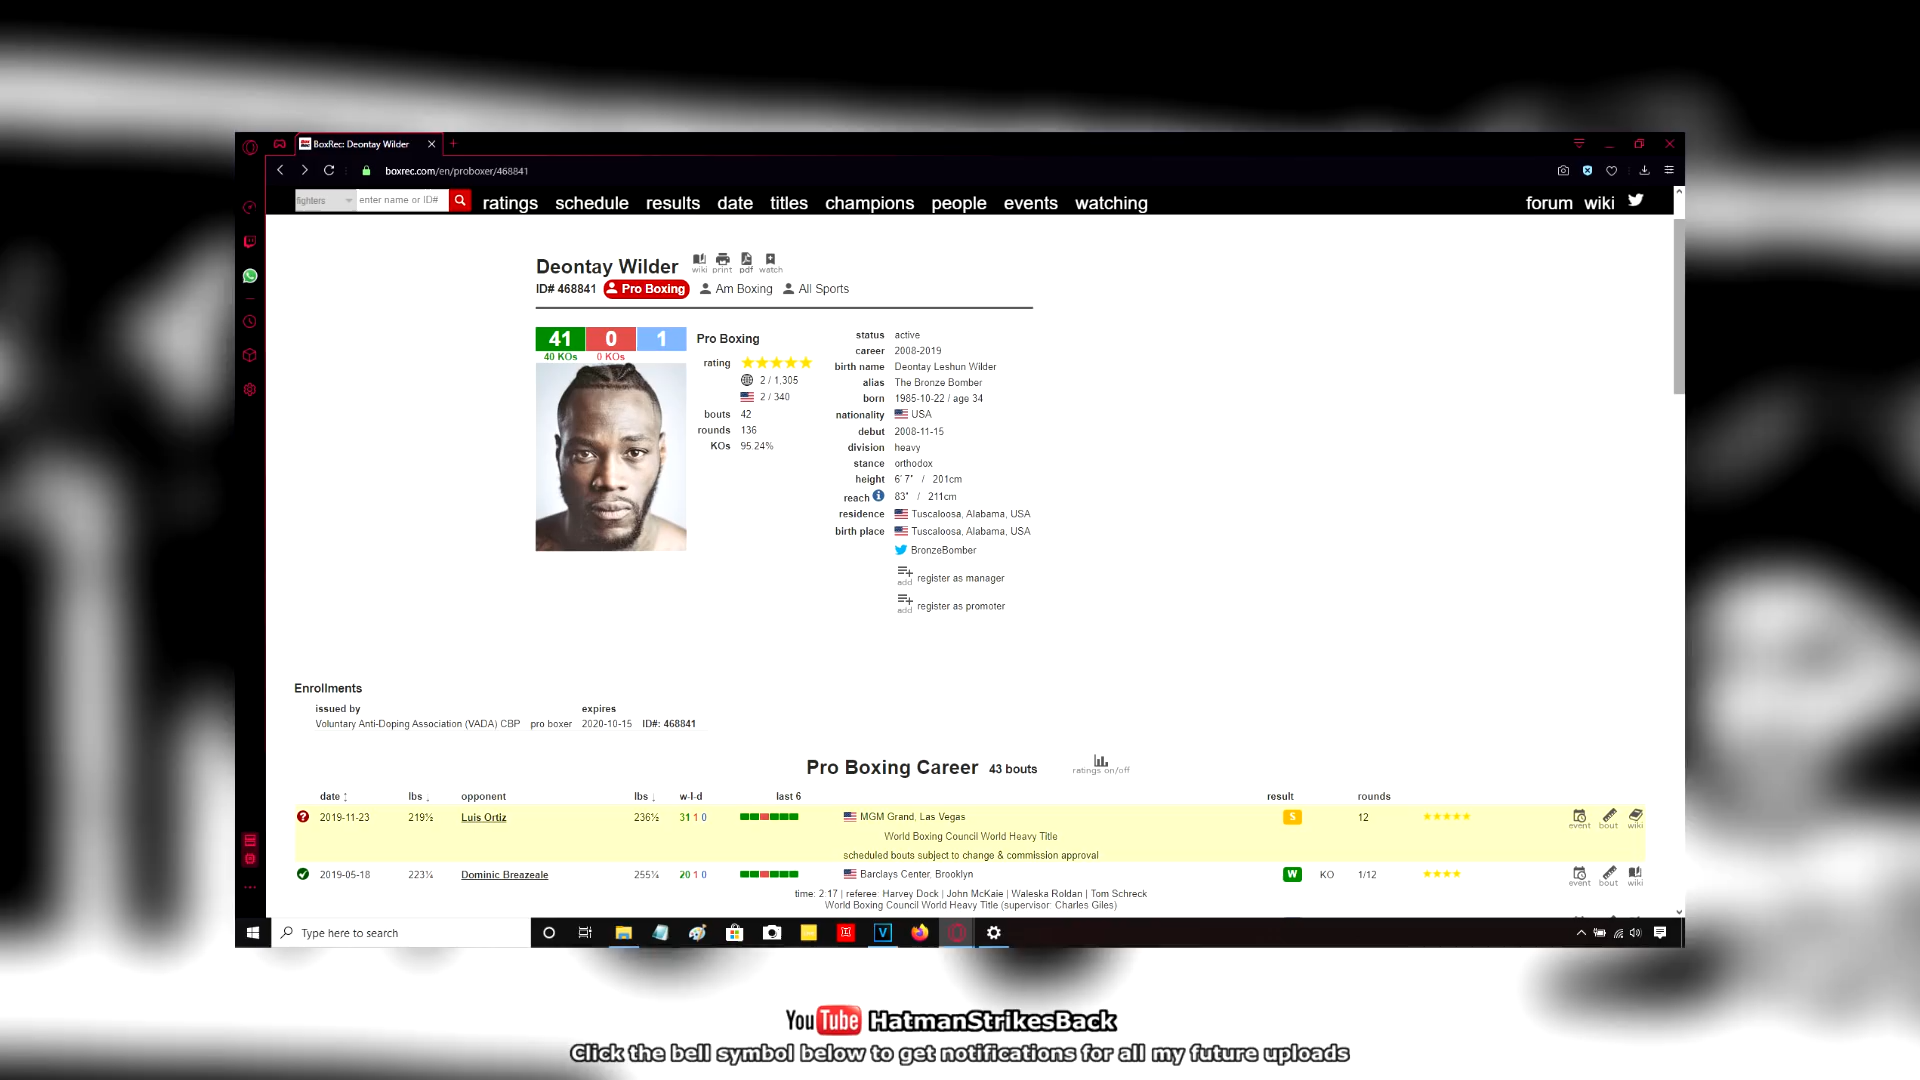 BoxRec: Deontay Wilder
boxrec.com/en/proboxer/468841
fighters enter name or ID# ratings schedule results date titles champions people events watching forum wiki
Deontay Wilder wiki print pdf watch
ID# 468841 Pro Boxing Am Boxing All Sports
41 0 1
40 KOs 0 KOs
Pro Boxing
rating
2 / 1,305
2 / 340
bouts 42
rounds 136
KOs 95.24%
status active
career 2008-2019
birth name Deontay Leshun Wilder
alias The Bronze Bomber
born 1985-10-22 / age 34
nationality USA
debut 2008-11-15
division heavy
stance orthodox
height 6′ 7″ / 201cm
reach 83″ / 211cm
residence Tuscaloosa, Alabama, USA
birth place Tuscaloosa, Alabama, USA
BronzeBomber
add register as manager
add register as promoter
Enrollments
issued by expires
Voluntary Anti-Doping Association (VADA) CBP pro boxer 2020-10-15 ID#: 468841
Pro Boxing Career 43 bouts ratings on/off
date lbs opponent lbs w-l-d last 6 result rounds
2019-11-23 219½ Luis Ortiz 236½ 31 1 0 MGM Grand, Las Vegas S 12 event bout wiki
World Boxing Council World Heavy Title
scheduled bouts subject to change & commission approval
2019-05-18 223¼ Dominic Breazeale 255¼ 20 1 0 Barclays Center, Brooklyn W KO 1/12 event bout wiki
time: 2:17 | referee: Harvey Dock | John McKaie | Waleska Roldan | Tom Schreck
World Boxing Council World Heavy Title (supervisor: Charles Giles)
Type here to search
YouTube HatmanStrikesBack
Click the bell symbol below to get notifications for all my future uploads